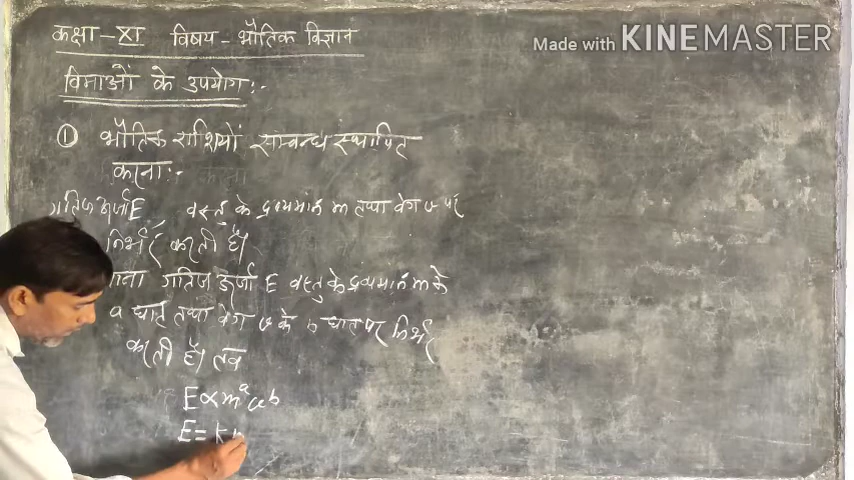 कक्षा - XI विषय - भौतिक विज्ञान
Made with KINEMASTER
विमाओं के उपयोग :-
① भौतिक राशियों सम्बन्ध स्थापित
करना :-
गतिज ऊर्जा E वस्तु के द्रव्यमान m तथा वेग v पर
निर्भर करती है।
माना गतिज ऊर्जा E वस्तु के द्रव्यमान m के
a घात तथा वेग v के b घात पर निर्भर
करती है। तब
E ∝ m^a v^b
E = k